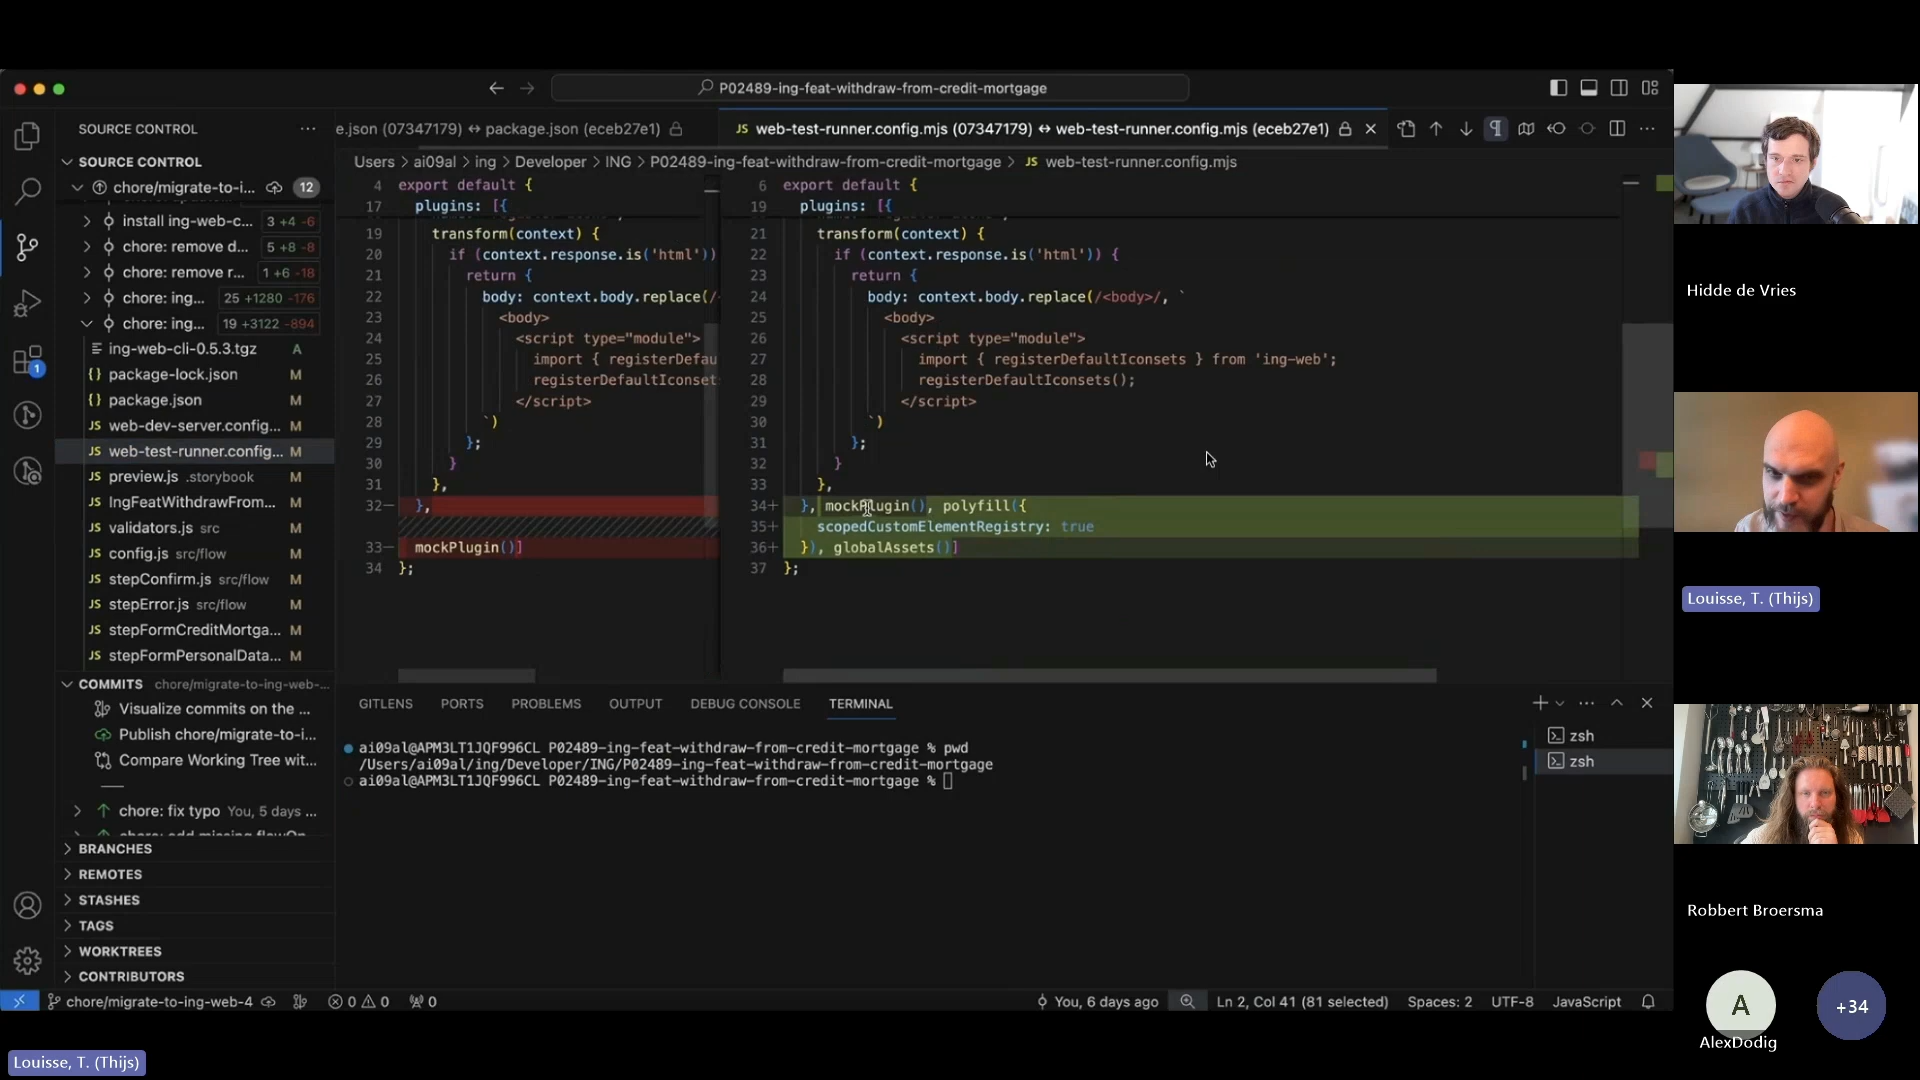 P02489-ing-feat-withdraw-from-credit-mortgage
SOURCE CONTROL
e.json (07347179) ↔ package.json (eceb27e1)
JS web-test-runner.config.mjs (07347179) ↔ web-test-runner.config.mjs (eceb27e1)
SOURCE CONTROL
chore/migrate-to-i... 12
install ing-web-c... 3 +4 -6
chore: remove d... 5 +8 -8
chore: remove r... 1 +6 -18
chore: ing... 25 +1280 -176
chore: ing... 19 +3122 -894
ing-web-cli-0.5.3.tgz A
{} package-lock.json M
{} package.json M
JS web-dev-server.config... M
JS web-test-runner.config... M
JS preview.js .storybook M
JS IngFeatWithdrawFrom... M
JS validators.js src M
JS config.js src/flow M
JS stepConfirm.js src/flow M
JS stepError.js src/flow M
JS stepFormCreditMortga... M
JS stepFormPersonalData... M
COMMITS chore/migrate-to-ing-web-...
Visualize commits on the ...
Publish chore/migrate-to-i...
Compare Working Tree wit...
chore: fix typo You, 5 days ...
BRANCHES
REMOTES
STASHES
TAGS
WORKTREES
CONTRIBUTORS
1
Users > ai09al > ing > Developer > ING > P02489-ing-feat-withdraw-from-credit-mortgage > JS web-test-runner.config.mjs
4 export default {
17 plugins: [{
19 transform(context) {
20 if (context.response.is('html'))
21 return {
22 body: context.body.replace(/
23 <body>
24 <script type="module">
25 import { registerDefau
26 registerDefaultIconset
27 </script>
28 `)
29 };
30 }
31 },
32− },
33− mockPlugin()]
34 };
6 export default {
19 plugins: [{
21 transform(context) {
22 if (context.response.is('html')) {
23 return {
24 body: context.body.replace(/<body>/, `
25 <body>
26 <script type="module">
27 import { registerDefaultIconsets } from 'ing-web';
28 registerDefaultIconsets();
29 </script>
30 `)
31 };
32 }
33 },
34+ }, mockPlugin(), polyfill({
35+ scopedCustomElementRegistry: true
36+ }), globalAssets()]
37 };
GITLENS PORTS PROBLEMS OUTPUT DEBUG CONSOLE TERMINAL
ai09al@APM3LT1JQF996CL P02489-ing-feat-withdraw-from-credit-mortgage % pwd
/Users/ai09al/ing/Developer/ING/P02489-ing-feat-withdraw-from-credit-mortgage
ai09al@APM3LT1JQF996CL P02489-ing-feat-withdraw-from-credit-mortgage %
zsh
zsh
chore/migrate-to-ing-web-4 0 0 0 You, 6 days ago Ln 2, Col 41 (81 selected) Spaces: 2 UTF-8 JavaScript
Hidde de Vries
Louisse, T. (Thijs)
Robbert Broersma
A
AlexDodig
+34
Louisse, T. (Thijs)